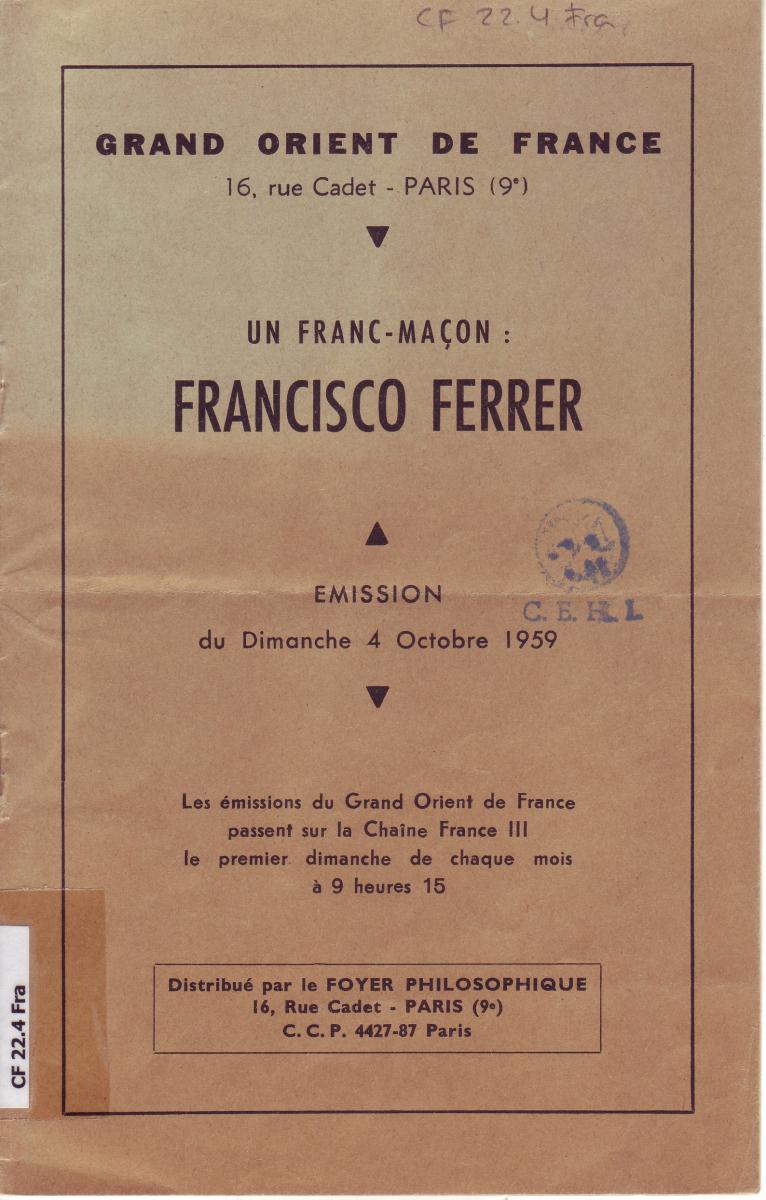 CF 22.4 Fra
GRAND ORIENT DE FRANCE
16, rue Cadet - PARIS (9e)
UN FRANC-MAÇON :
FRANCISCO FERRER
EMISSION
du Dimanche 4 Octobre 1959
C. E. H. L
Les émissions du Grand Orient de France
passent sur la Chaîne France III
le premier dimanche de chaque mois
à 9 heures 15
Distribué par le FOYER PHILOSOPHIQUE
16, Rue Cadet - PARIS (9e)
C. C. P. 4427-87 Paris
CF 22.4 Fra